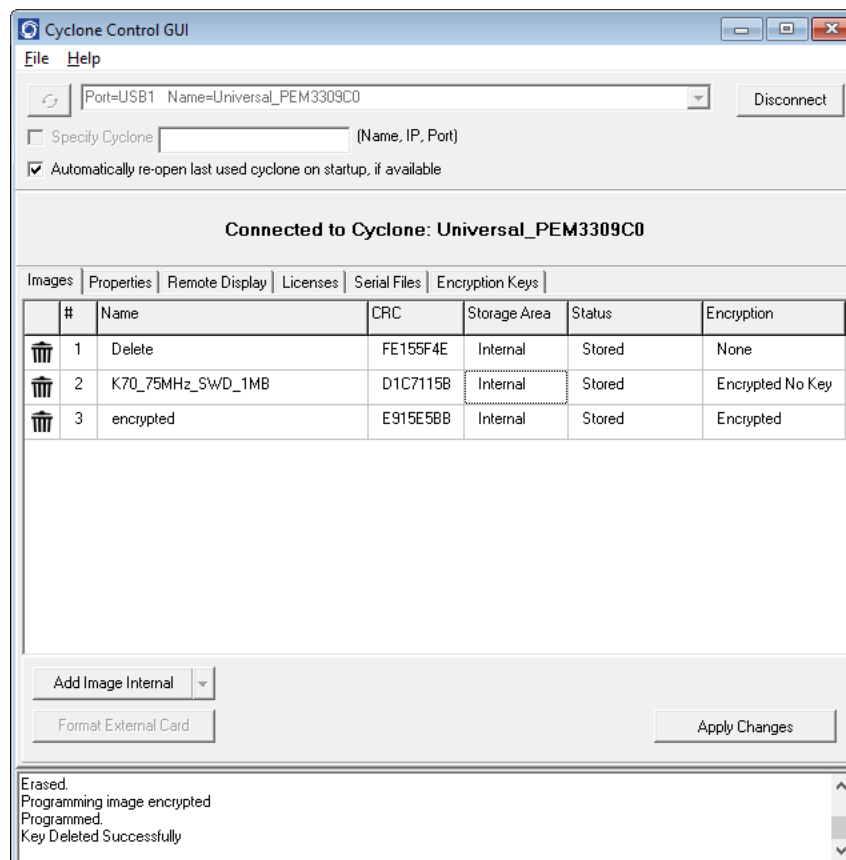 Cyclone Control GUI
File Help
Port=USB1 Name=Universal_PEM3309C0
Disconnect
Specify Cyclone (Name, IP, Port)
Automatically re-open last used cyclone on startup, if available
Connected to Cyclone: Universal_PEM3309C0
Images Properties Remote Display Licenses Serial Files Encryption Keys
# Name CRC Storage Area Status Encryption
1 Delete FE155F4E Internal Stored None
2 K70_75MHz_SWD_1MB D1C7115B Internal Stored Encrypted No Key
3 encrypted E915E5BB Internal Stored Encrypted
Add Image Internal
Format External Card
Apply Changes
Erased.
Programming image encrypted
Programmed.
Key Deleted Successfully